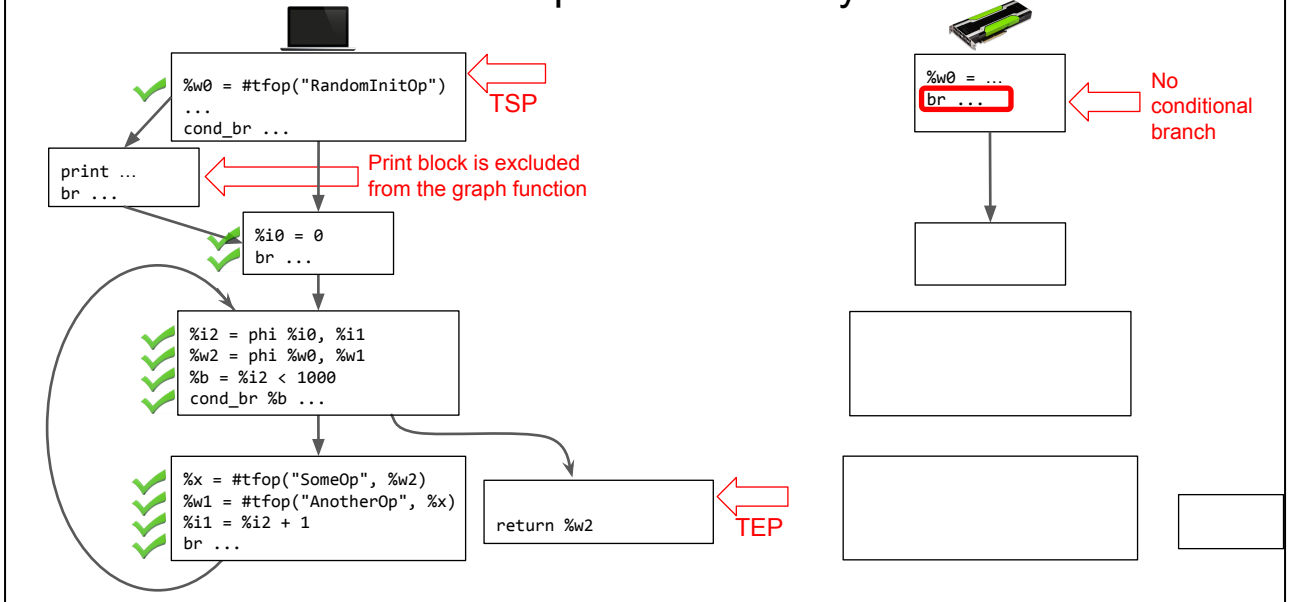 %w0 = #tfop("RandomInitOp")
...
cond_br ...
TSP
print ...
br ...
Print block is excluded
from the graph function
%i0 = 0
br ...
%i2 = phi %i0, %i1
%w2 = phi %w0, %w1
%b = %i2 < 1000
cond_br %b ...
%x = #tfop("SomeOp", %w2)
%w1 = #tfop("AnotherOp", %x)
%i1 = %i2 + 1
br ...
return %w2
TEP
%w0 = ...
br ...
No
conditional
branch